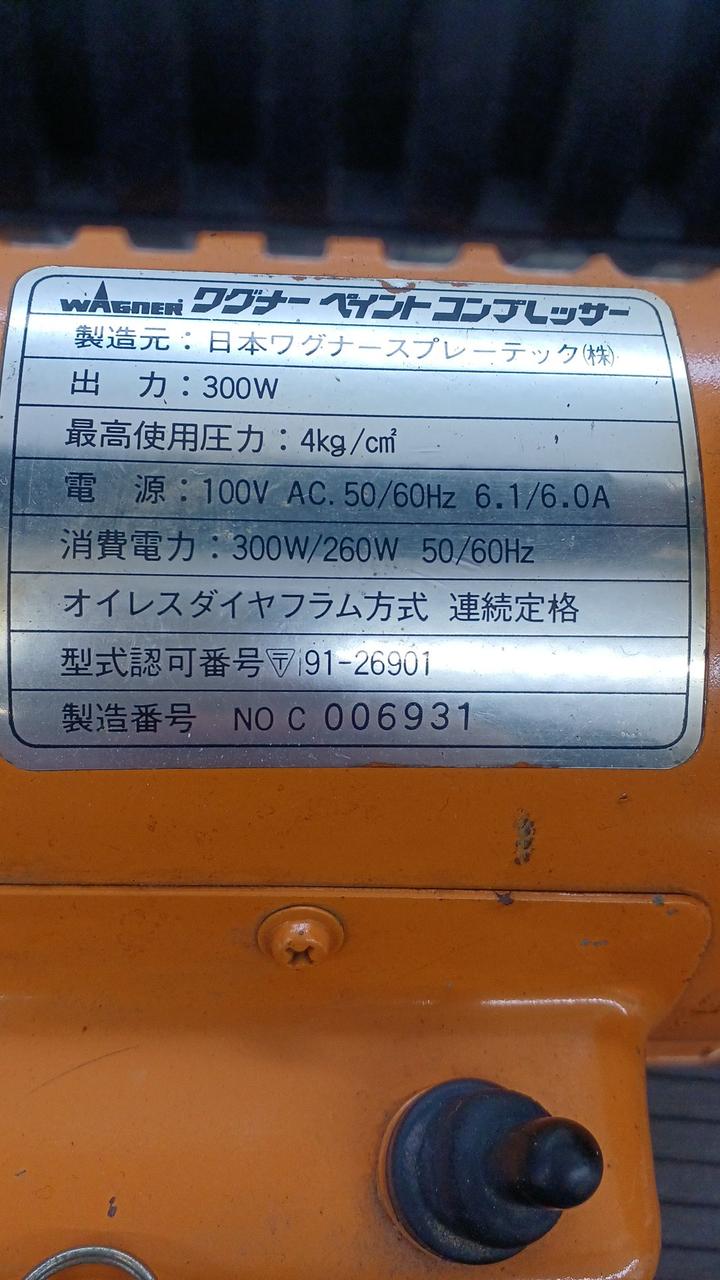 WAGNER ワグナー ペイントコンプレッサー
製造元：日本ワグナースプレーテック㈱
出　力：300W
最高使用圧力：4kg/c㎡
電　源：100V AC.50/60Hz 6.1/6.0A
消費電力：300W/260W 50/60Hz
オイレスダイヤフラム方式 連続定格
型式認可番号 〒 91-26901
製造番号 NO C 006931